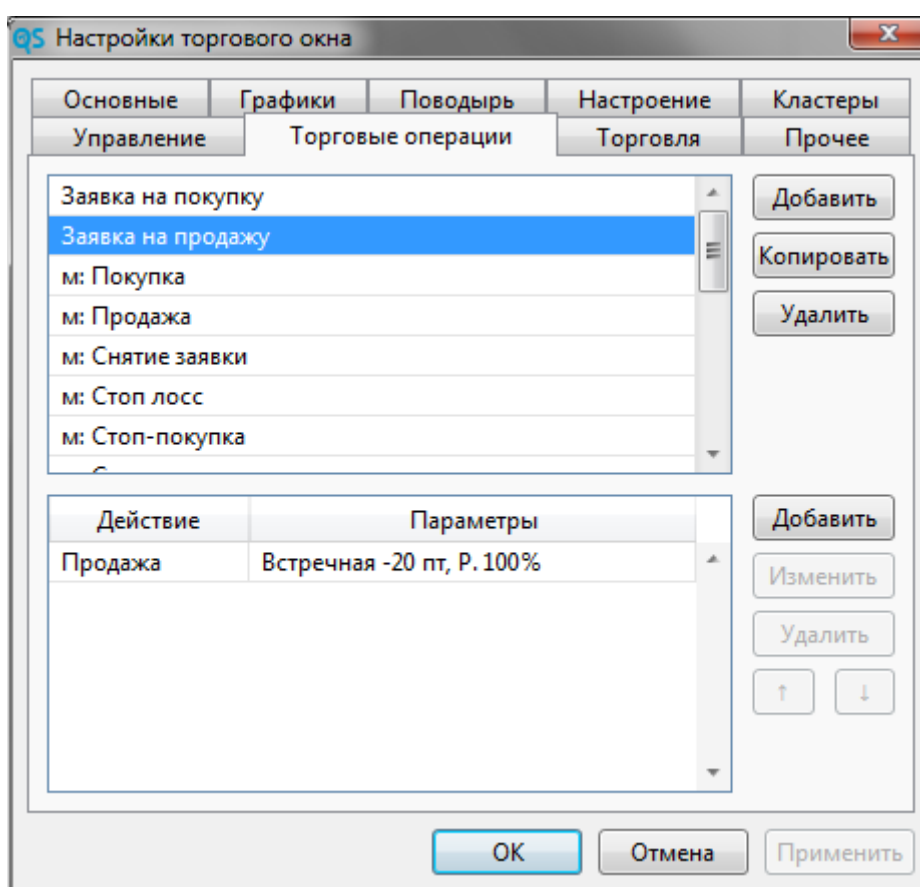 QS Настройки торгового окна
Основные Графики Поводырь Настроение Кластеры
Управление Торговые операции Торговля Прочее
Заявка на покупку
Добавить
Заявка на продажу
Копировать
м: Покупка
м: Продажа
Удалить
м: Снятие заявки
м: Стоп лосс
м: Стоп-покупка
Действие Параметры
Добавить
Продажа Встречная -20 пт, Р. 100%
Изменить
Удалить
↑ ↓
OK Отмена Применить